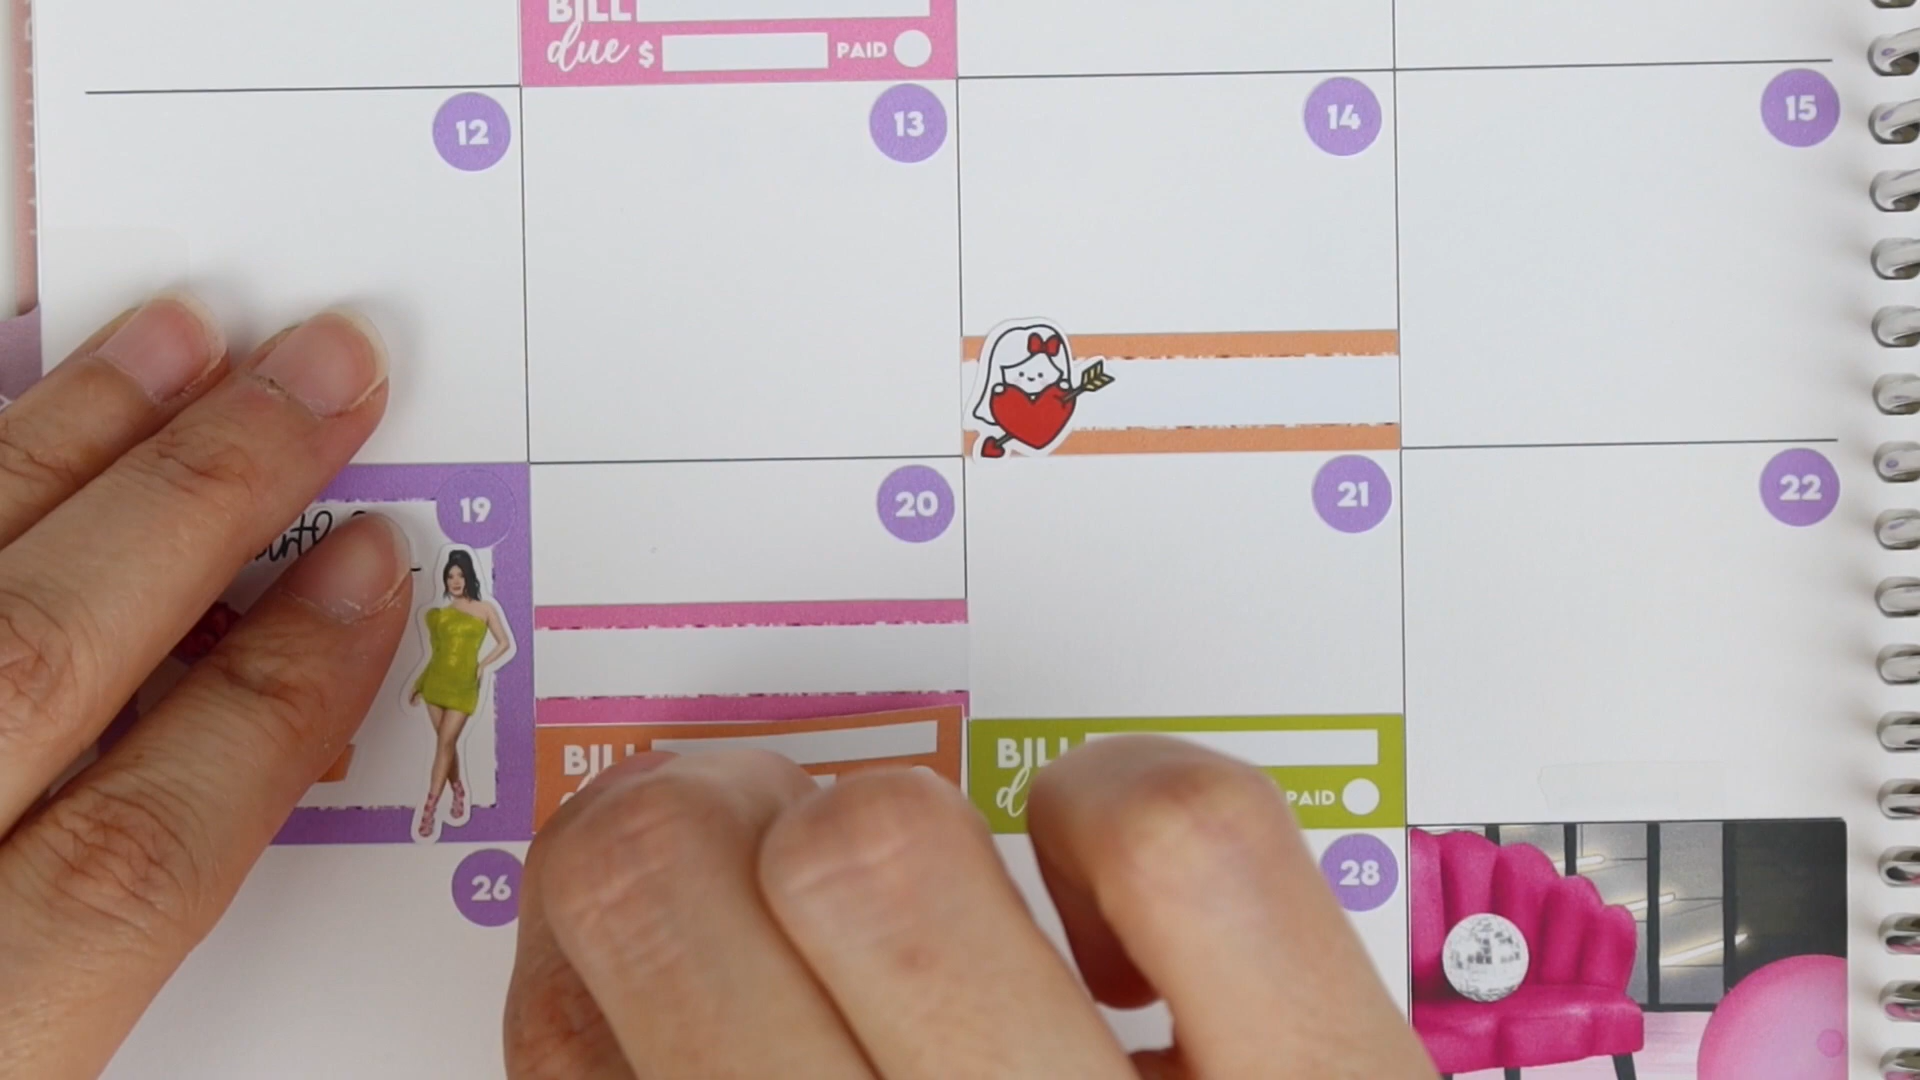 BILL
due $ PAID
12 13 14 15
19 20 21 22
BILL
BILL
PAID
26 28